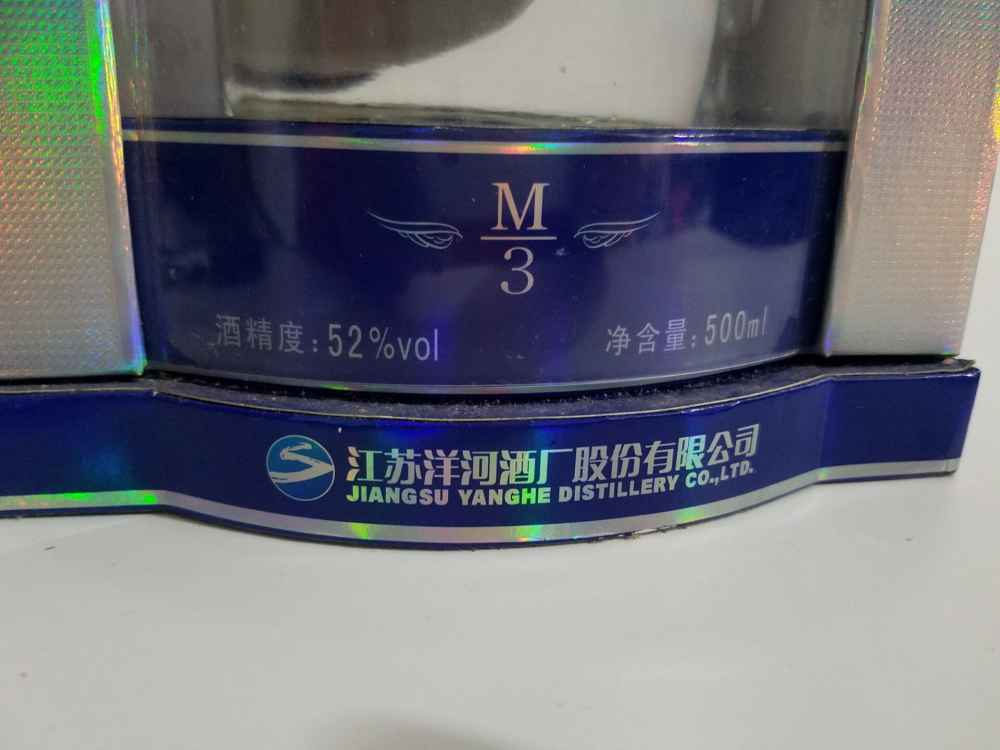 M
3
酒精度:52%vol
净含量:500ml
江苏洋河酒厂股份有限公司
JIANGSU YANGHE DISTILLERY CO.,LTD.